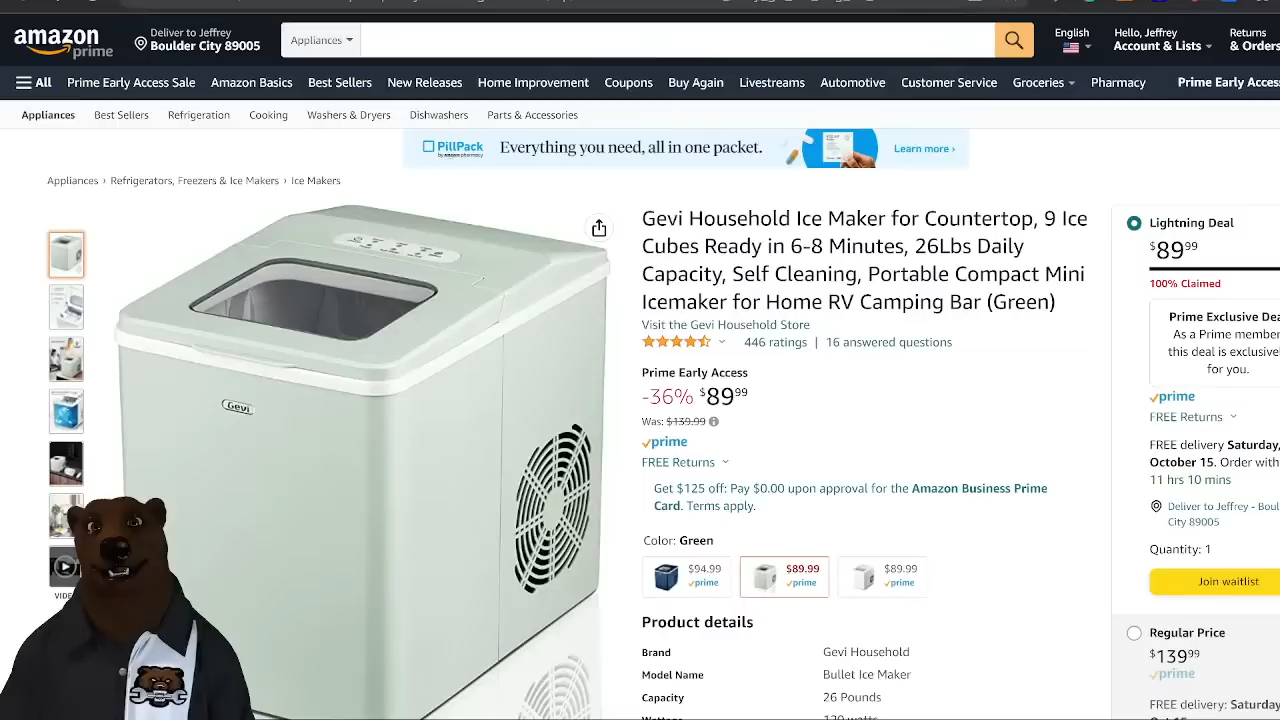 amazon
prime
Deliver to Jeffrey
Boulder City 89005
Appliances
English
Hello, Jeffrey
Account & Lists
Returns
& Orders
All
Prime Early Access Sale
Amazon Basics
Best Sellers
New Releases
Home Improvement
Coupons
Buy Again
Livestreams
Automotive
Customer Service
Groceries
Pharmacy
Prime Early Acces
Appliances
Best Sellers
Refrigeration
Cooking
Washers & Dryers
Dishwashers
Parts & Accessories
PillPack
by amazon pharmacy
Everything you need, all in one packet.
Learn more ›
Appliances › Refrigerators, Freezers & Ice Makers › Ice Makers
Gevi
VIDE
Gevi Household Ice Maker for Countertop, 9 Ice
Cubes Ready in 6-8 Minutes, 26Lbs Daily
Capacity, Self Cleaning, Portable Compact Mini
Icemaker for Home RV Camping Bar (Green)
Visit the Gevi Household Store
446 ratings | 16 answered questions
Prime Early Access
-36% $8999
Was: $139.99
prime
FREE Returns
Get $125 off: Pay $0.00 upon approval for the Amazon Business Prime
Card. Terms apply.
Color: Green
$94.99
prime
$89.99
prime
$89.99
prime
Product details
Brand Gevi Household
Model Name Bullet Ice Maker
Capacity 26 Pounds
Lightning Deal
$8999
100% Claimed
Prime Exclusive Dea
As a Prime member
this deal is exclusive
for you.
prime
FREE Returns
FREE delivery Saturday,
October 15. Order with
11 hrs 10 mins
Deliver to Jeffrey - Boul
City 89005
Quantity: 1
Join waitlist
Regular Price
$13999
prime
FREE delivery: Saturday